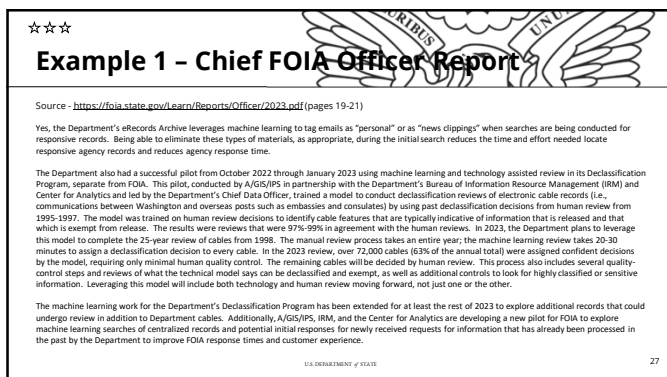 ☆☆☆
PLURIBUS
UNUM
Example 1 – Chief FOIA Officer Report
Source - https://foia.state.gov/Learn/Reports/Officer/2023.pdf (pages 19-21)
Yes, the Department's eRecords Archive leverages machine learning to tag emails as "personal" or as "news clippings" when searches are being conducted for
responsive records. Being able to eliminate these types of materials, as appropriate, during the initial search reduces the time and effort needed locate
responsive agency records and reduces agency response time.
The Department also had a successful pilot from October 2022 through January 2023 using machine learning and technology assisted review in its Declassification
Program, separate from FOIA. This pilot, conducted by A/GIS/IPS in partnership with the Department's Bureau of Information Resource Management (IRM) and
Center for Analytics and led by the Department's Chief Data Officer, trained a model to conduct declassification reviews of electronic cable records (i.e.,
communications between Washington and overseas posts such as embassies and consulates) by using past declassification decisions from human review from
1995-1997. The model was trained on human review decisions to identify cable features that are typically indicative of information that is released and that
which is exempt from release. The results were reviews that were 97%-99% in agreement with the human reviews. In 2023, the Department plans to leverage
this model to complete the 25-year review of cables from 1998. The manual review process takes an entire year; the machine learning review takes 20-30
minutes to assign a declassification decision to every cable. In the 2023 review, over 72,000 cables (63% of the annual total) were assigned confident decisions
by the model, requiring only minimal human quality control. The remaining cables will be decided by human review. This process also includes several quality-
control steps and reviews of what the technical model says can be declassified and exempt, as well as additional controls to look for highly classified or sensitive
information. Leveraging this model will include both technology and human review moving forward, not just one or the other.
The machine learning work for the Department's Declassification Program has been extended for at least the rest of 2023 to explore additional records that could
undergo review in addition to Department cables. Additionally, A/GIS/IPS, IRM, and the Center for Analytics are developing a new pilot for FOIA to explore
machine learning searches of centralized records and potential initial responses for newly received requests for information that has already been processed in
the past by the Department to improve FOIA response times and customer experience.
U.S. DEPARTMENT of STATE
27